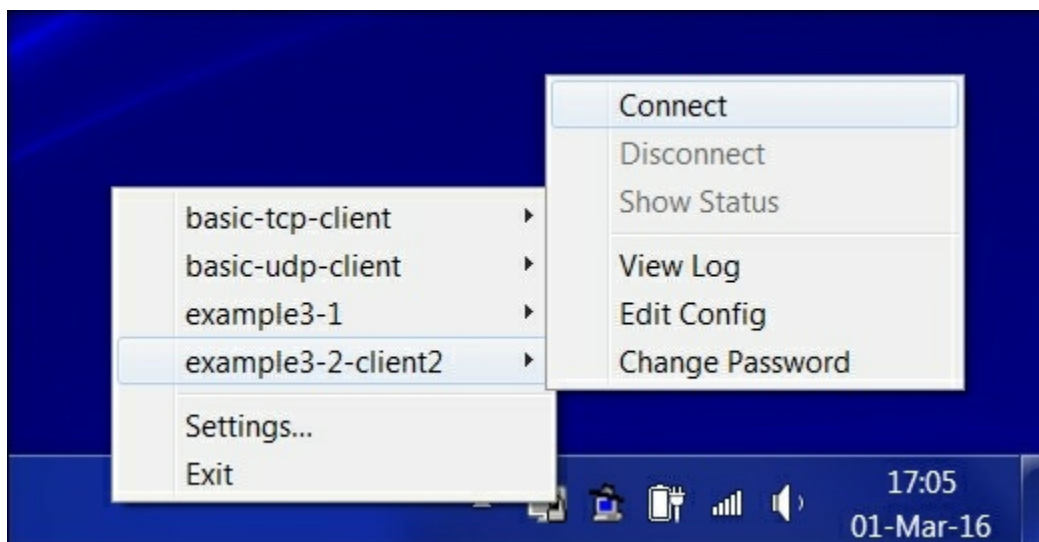 basic-tcp-client
basic-udp-client
example3-1
example3-2-client2
Settings...
Exit
Connect
Disconnect
Show Status
View Log
Edit Config
Change Password
17:05
01-Mar-16